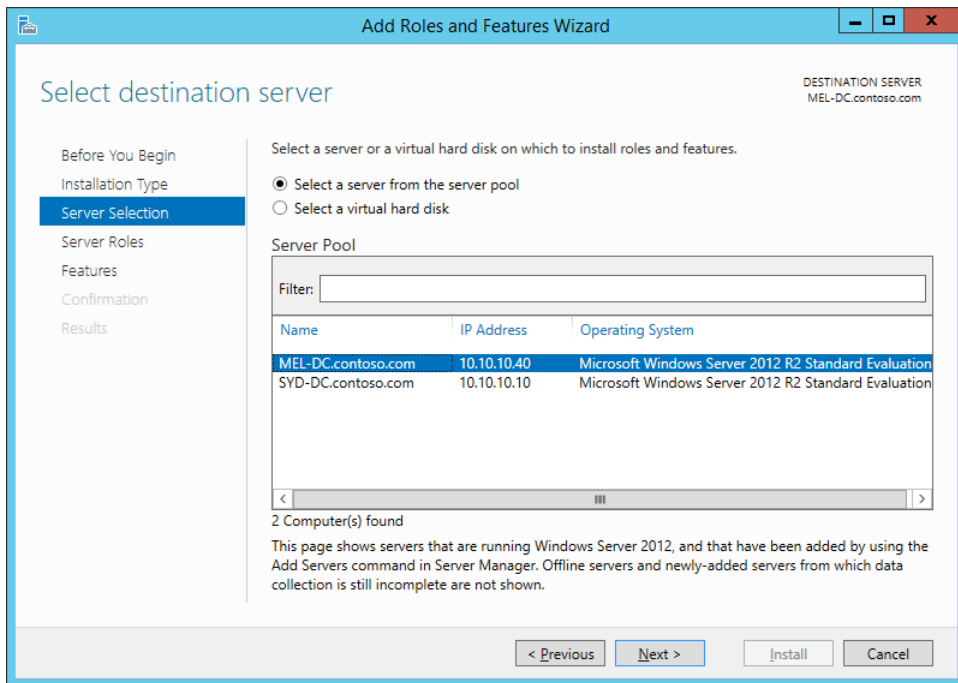 Add Roles and Features Wizard
Select destination server
DESTINATION SERVER
MEL-DC.contoso.com
Before You Begin
Installation Type
Server Selection
Server Roles
Features
Confirmation
Results
Select a server or a virtual hard disk on which to install roles and features.
Select a server from the server pool
Select a virtual hard disk
Server Pool
Filter:
Name IP Address Operating System
MEL-DC.contoso.com 10.10.10.40 Microsoft Windows Server 2012 R2 Standard Evaluation
SYD-DC.contoso.com 10.10.10.10 Microsoft Windows Server 2012 R2 Standard Evaluation
2 Computer(s) found
This page shows servers that are running Windows Server 2012, and that have been added by using the
Add Servers command in Server Manager. Offline servers and newly-added servers from which data
collection is still incomplete are not shown.
< Previous Next > Install Cancel